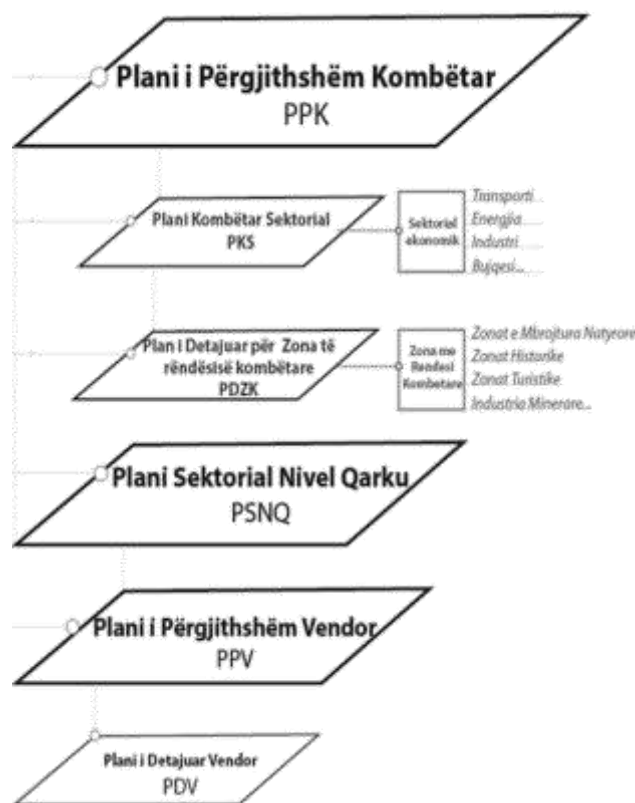 Plani i Përgjithshëm Kombëtar
PPK
Plani Kombëtar Sektorial
PKS
Sektorial
ekonomik
Transporti...
Energjia
Industri
Bujqesi...
Plan i Detajuar për Zona të
rëndësisë kombëtare
PDZK
Zona me
Rendesi
Kombetare
Zonat e Mbrojtura Natyrore
Zonat Historike
Zonat Turistike
Industria Minerare...
Plani Sektorial Nivel Qarku
PSNQ
Plani i Përgjithshëm Vendor
PPV
Plani i Detajuar Vendor
PDV